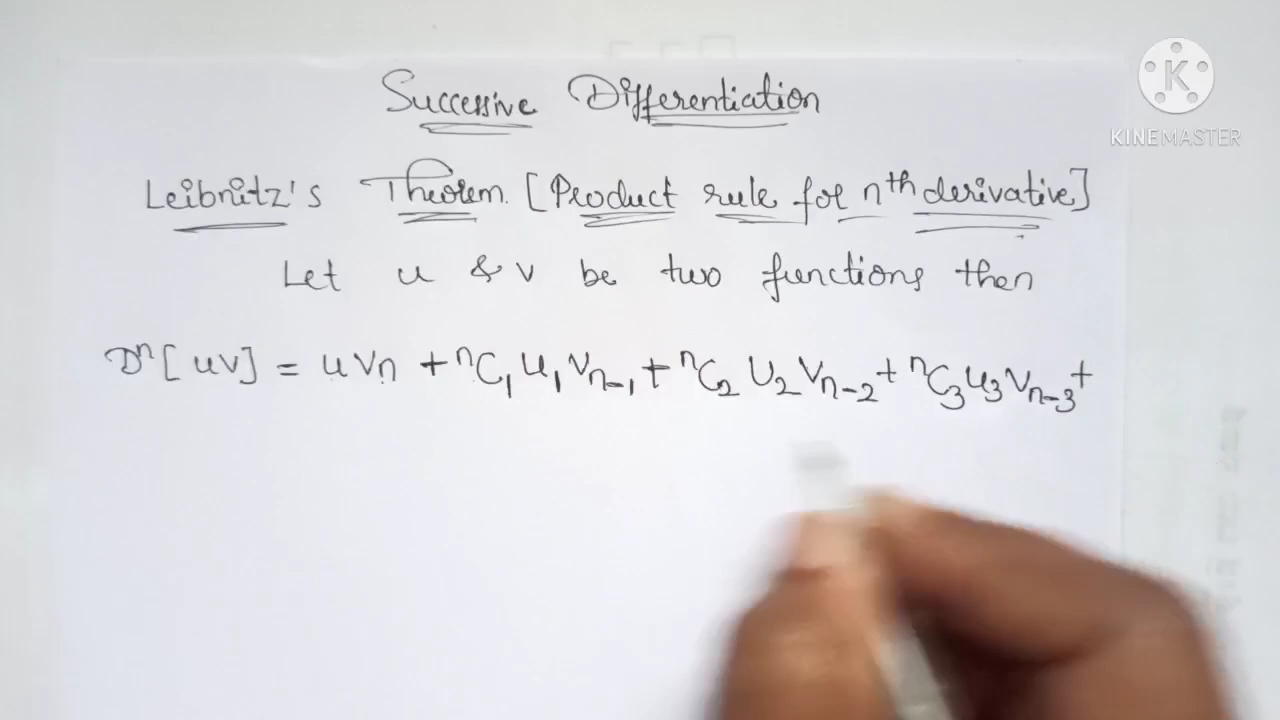 K
KINEMASTER
Successive Differentiation
Leibnitz's Theorem [Product rule for nth derivative]
Let u & v be two functions then
Dⁿ[uv] = uvₙ + ⁿC₁u₁vₙ₋₁ + ⁿC₂U₂Vₙ₋₂ + ⁿC₃u₃vₙ₋₃ +